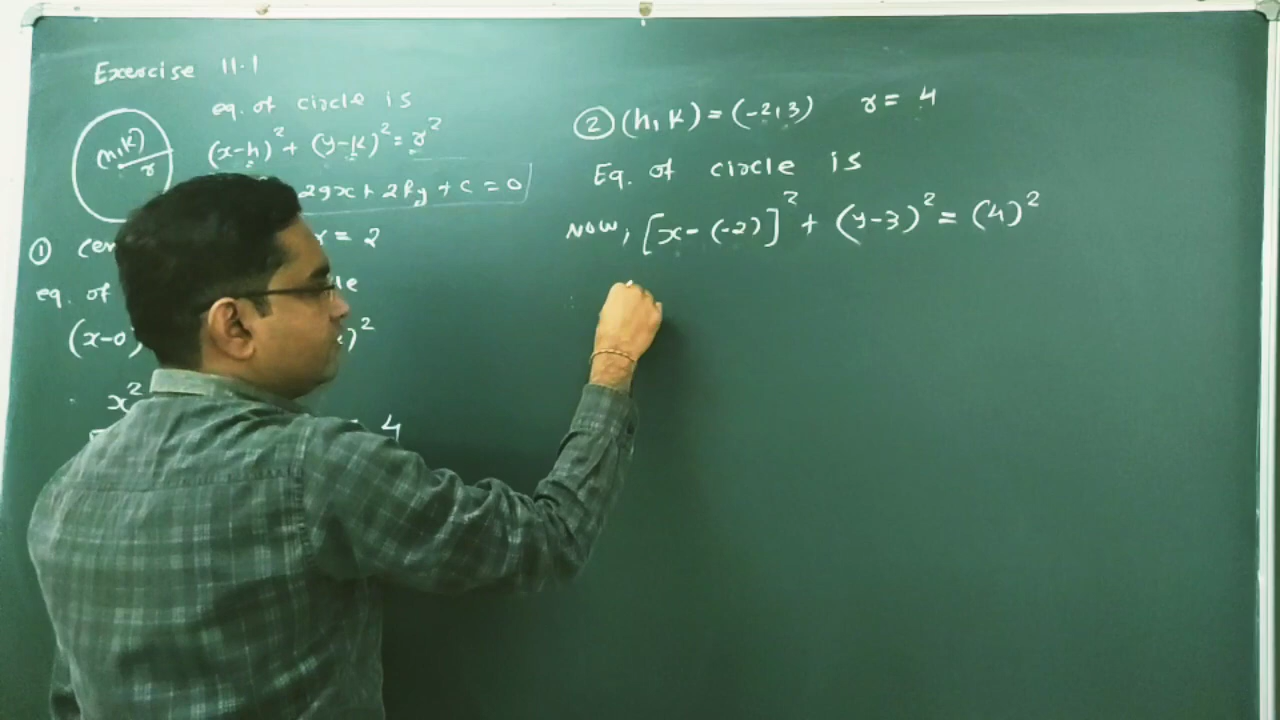 Exercise 11.1
eq. of circle is
(h, k)
r
(x-h)² + (y-k)² = r²
2gx + 2fy + c = 0
① r = 2
eq. of
(x-0) )²
x² 4
② (h, k) = (-2, 3) r = 4
Eq. of circle is
Now, [x - (-2)]² + (y-3)² = (4)²